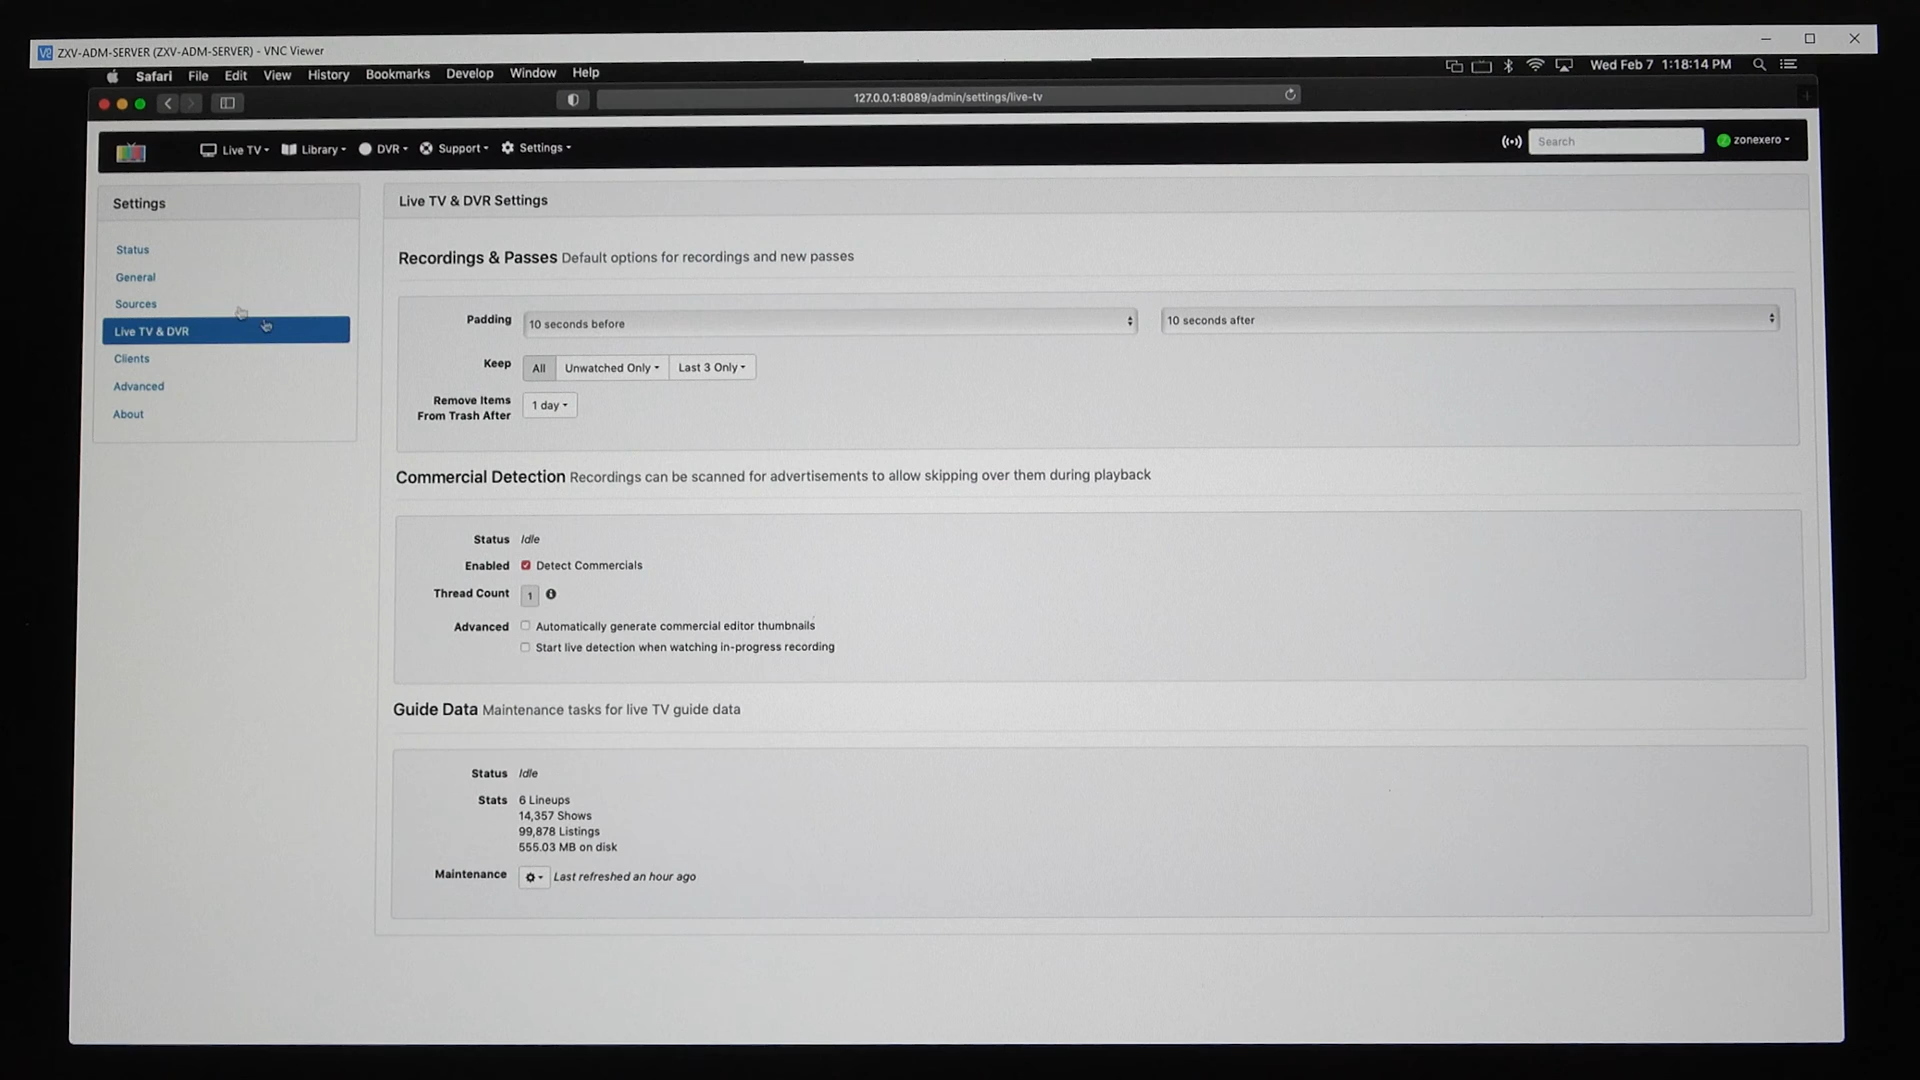 ZXV-ADM-SERVER (ZXV-ADM-SERVER) - VNC Viewer
Safari File Edit View History Bookmarks Develop Window Help
Wed Feb 7 1:18:14 PM
127.0.0.1:8089/admin/settings/live-tv
Live TV Library DVR Support Settings
Search
zonexero
Settings
Status
General
Sources
Live TV & DVR
Clients
Advanced
About
Live TV & DVR Settings
Recordings & Passes Default options for recordings and new passes
Padding 10 seconds before 10 seconds after
Keep All Unwatched Only Last 3 Only
Remove Items
From Trash After 1 day
Commercial Detection Recordings can be scanned for advertisements to allow skipping over them during playback
Status Idle
Enabled Detect Commercials
Thread Count 1
Advanced Automatically generate commercial editor thumbnails
Start live detection when watching in-progress recording
Guide Data Maintenance tasks for live TV guide data
Status Idle
Stats 6 Lineups
14,357 Shows
99,878 Listings
555.03 MB on disk
Maintenance Last refreshed an hour ago